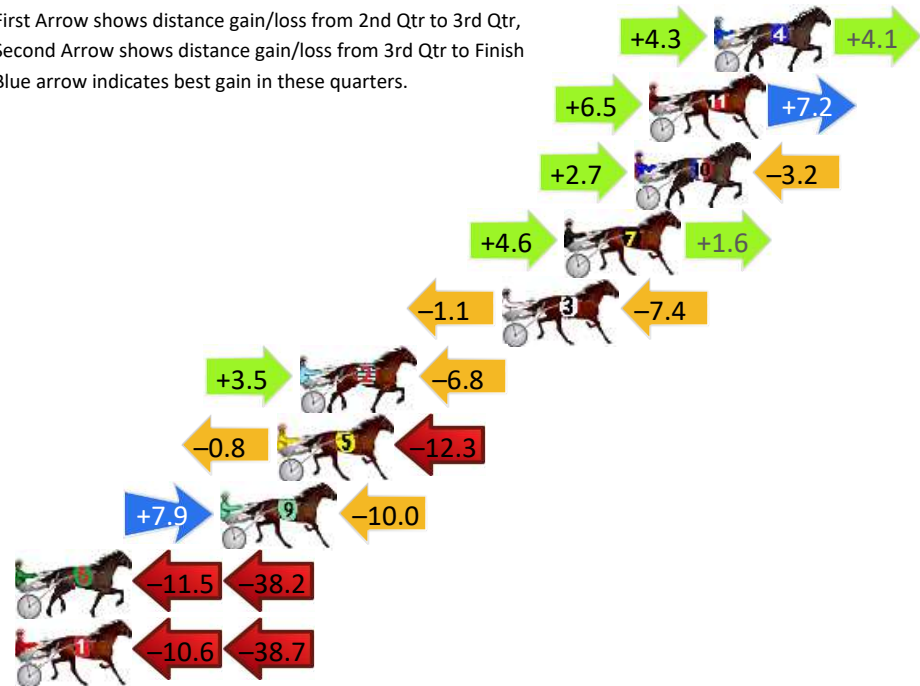 First Arrow shows distance gain/loss from 2nd Qtr to 3rd Qtr,
Second Arrow shows distance gain/loss from 3rd Qtr to Finish
Blue arrow indicates best gain in these quarters.
+4.3 4 +4.1
+6.5 11 +7.2
+2.7 10 –3.2
+4.6 7 +1.6
–1.1 3 –7.4
+3.5 2 –6.8
–0.8 5 –12.3
+7.9 9 –10.0
–11.5 –38.2
1 –10.6 –38.7